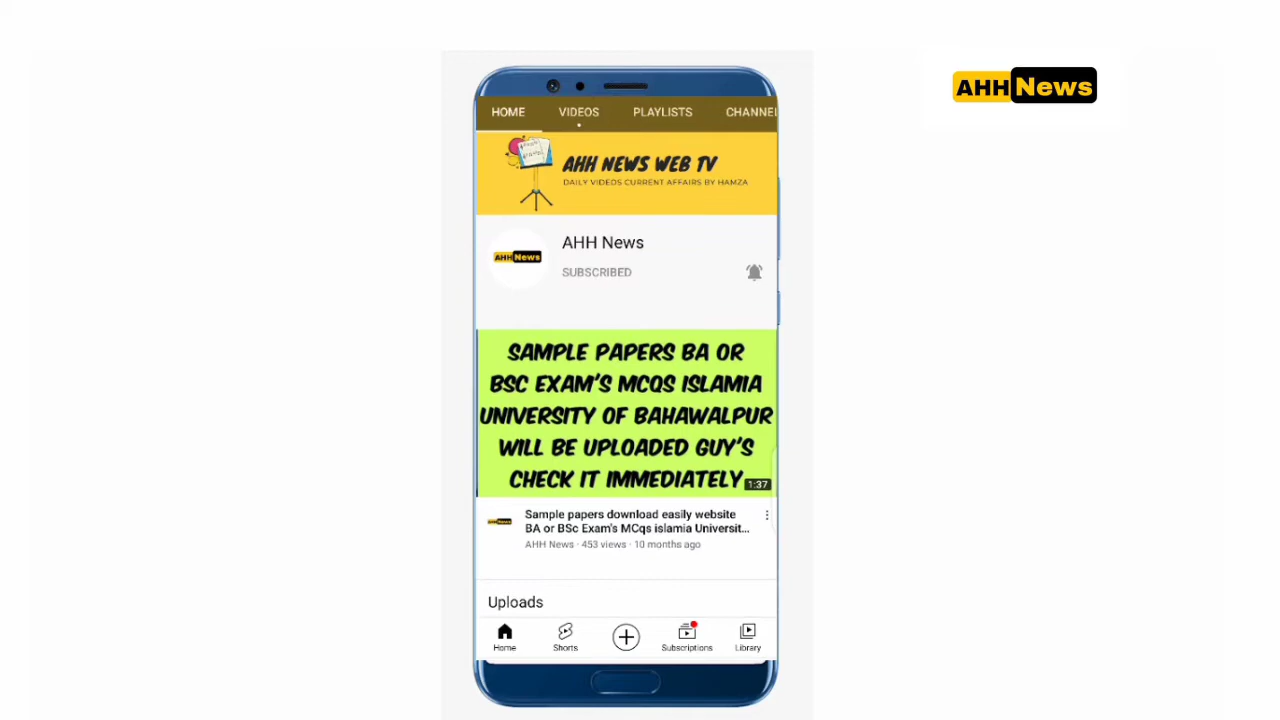 AHH News
HOME VIDEOS PLAYLISTS CHANNEL
AHH NEWS WEB TV
DAILY VIDEOS CURRENT AFFAIRS BY HAMZA
AHH News
AHH News
SUBSCRIBED
SAMPLE PAPERS BA OR
BSC EXAM'S MCQS ISLAMIA
UNIVERSITY OF BAHAWALPUR
WILL BE UPLOADED GUY'S
CHECK IT IMMEDIATELY
1:37
AHH News
Sample papers download easily website
BA or BSc Exam's MCqs islamia Universit...
AHH News · 453 views · 10 months ago
Uploads
Home Shorts Subscriptions Library